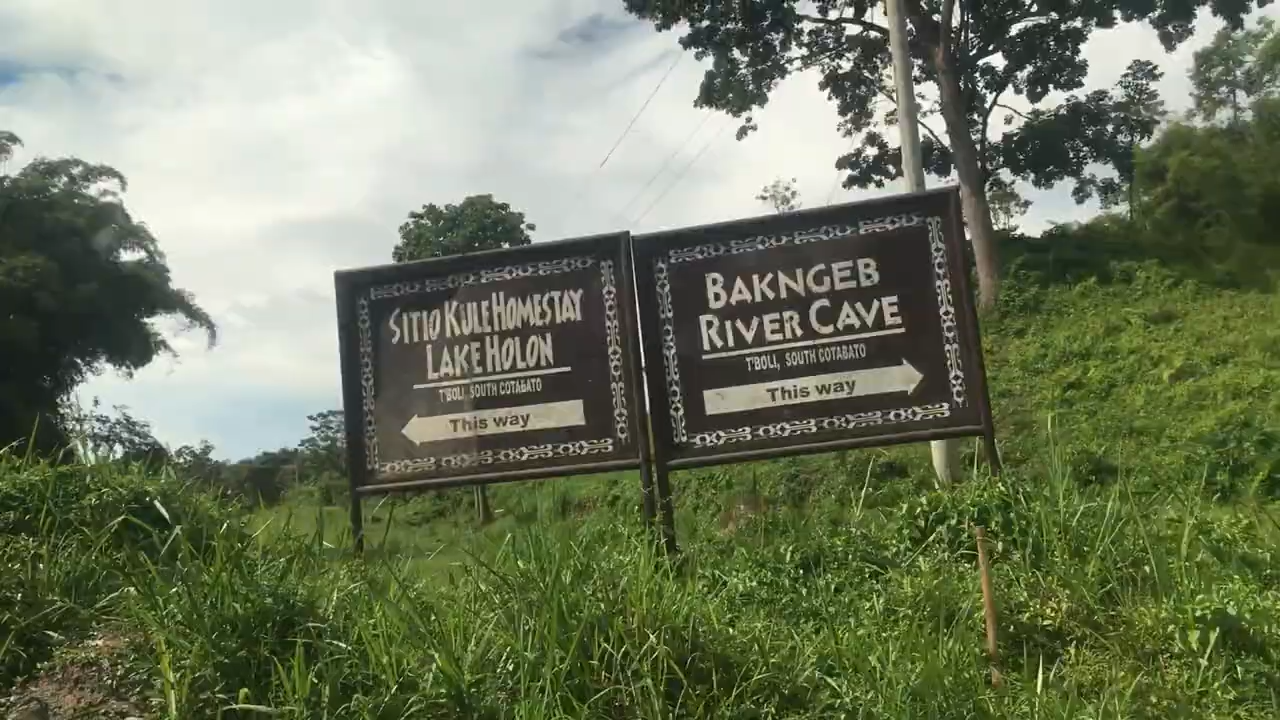 SITIO KULE HOMESTAY
LAKE HOLON
T'BOLI, SOUTH COTABATO
This way
BAKNGEB
RIVER CAVE
T'BOLI, SOUTH COTABATO
This way